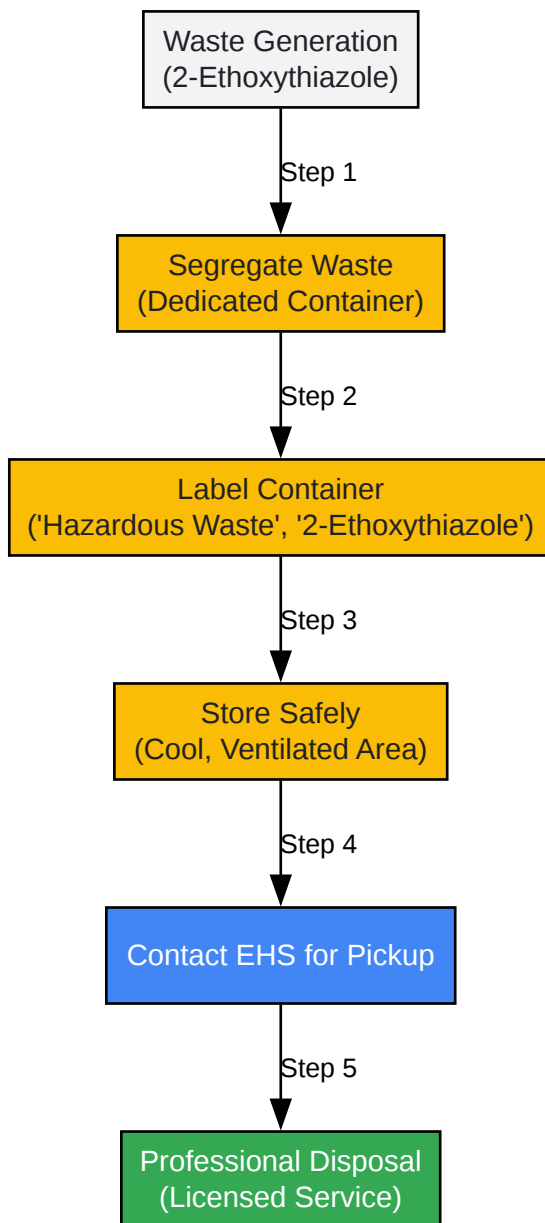 Waste Generation
(2-Ethoxythiazole)
Step 1
Segregate Waste
(Dedicated Container)
Step 2
Label Container
('Hazardous Waste', '2-Ethoxythiazole')
Step 3
Store Safely
(Cool, Ventilated Area)
Step 4
Contact EHS for Pickup
Step 5
Professional Disposal
(Licensed Service)